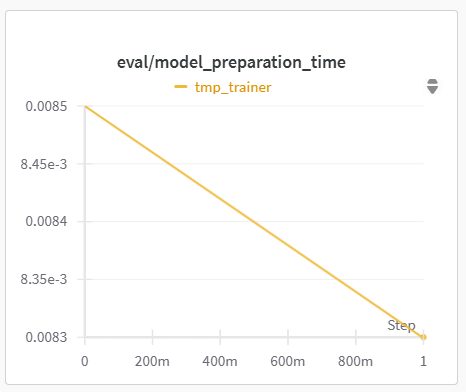 eval/model_preparation_time
tmp_trainer
0.0085
8.45e-3
0.0084
8.35e-3
0.0083
Step
0 200m 400m 600m 800m 1